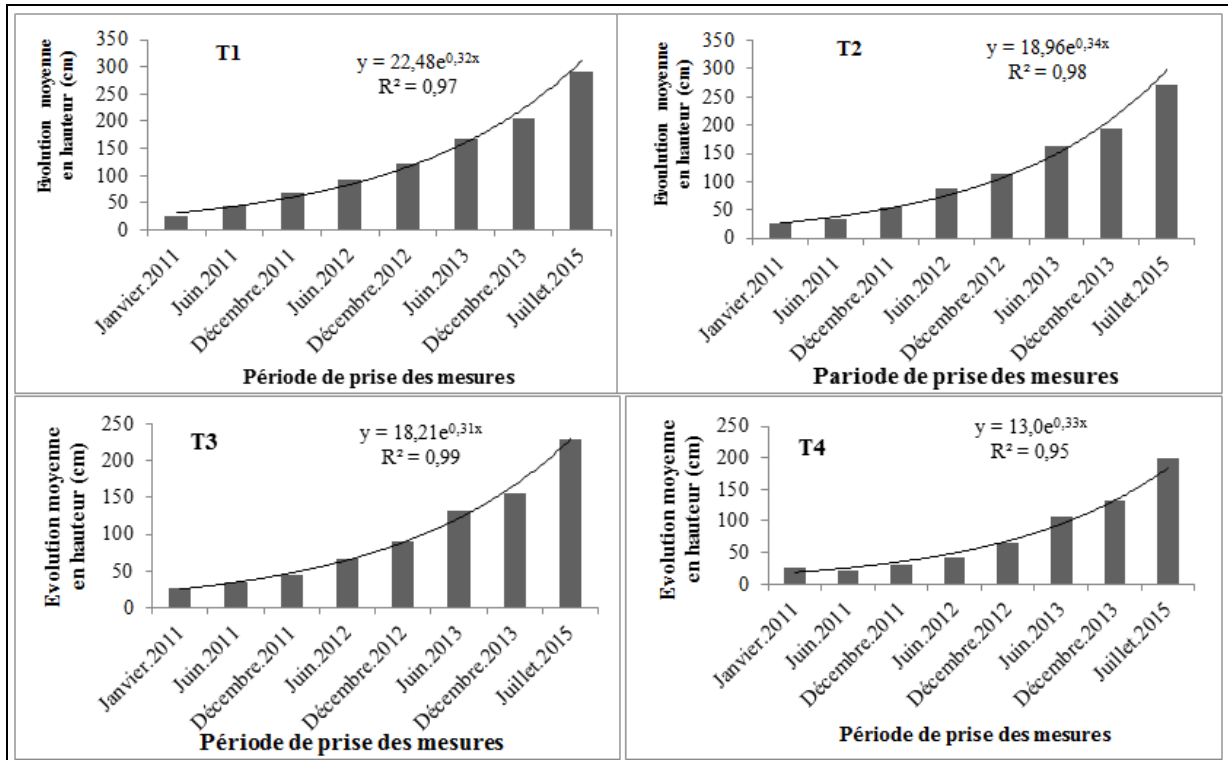 T1
y = 22,48e^0,32x
R² = 0,97
Evolution moyenne
en hauteur (cm)
350
300
250
200
150
100
50
0
Janvier.2011
Juin.2011
Décembre.2011
Juin.2012
Décembre.2012
Juin.2013
Décembre.2013
Juillet.2015
Période de prise des mesures
T2
y = 18,96e^0,34x
R² = 0,98
Evoulution moyenne
en hauteur (cm)
350
300
250
200
150
100
50
0
Janvier.2011
Juin.2011
Décembre.2011
Juin.2012
Décembre.2012
Juin.2013
Décembre.2013
Juillet.2015
Pariode de prise des mesures
T3
y = 18,21e^0,31x
R² = 0,99
Evolution moyenne
en hauteur (cm)
250
200
150
100
50
0
Janvier.2011
Juin.2011
Décembre.2011
Juin.2012
Décembre.2012
Juin.2013
Décembre.2013
Juillet.2015
Période de prise des mesures
T4
y = 13,0e^0,33x
R² = 0,95
Evolution moyenne
en hauteur (cm)
250
200
150
100
50
0
Janvier.2011
Juin.2011
Décembre.2011
Juin.2012
Décembre.2012
Juin.2013
Décembre.2013
Juillet.2015
Période de prise des mesures